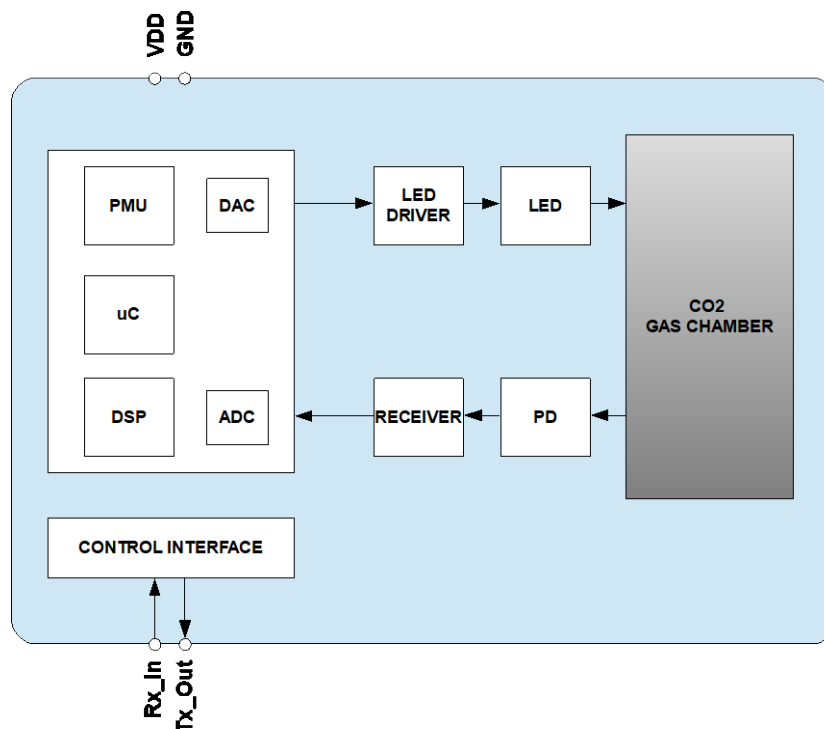 VDD
GND
PMU
DAC
LED
DRIVER
LED
uC
CO2
GAS CHAMBER
DSP
ADC
RECEIVER
PD
CONTROL INTERFACE
Rx_In
Tx_Out